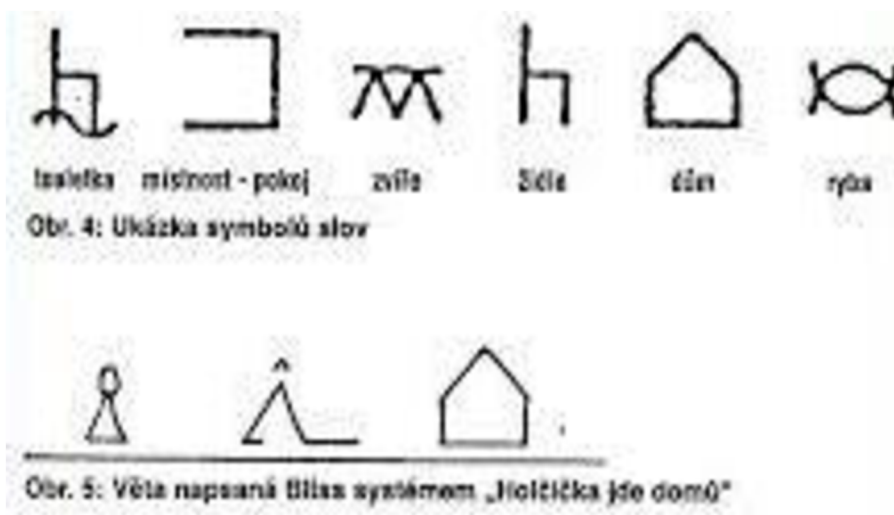 toaletka místnost - pokoj zvíře židle dům ryba
Obr. 4: Ukázka symbolů slov
Obr. 5: Věta napsaná Bliss systémem „Holčička jde domů“